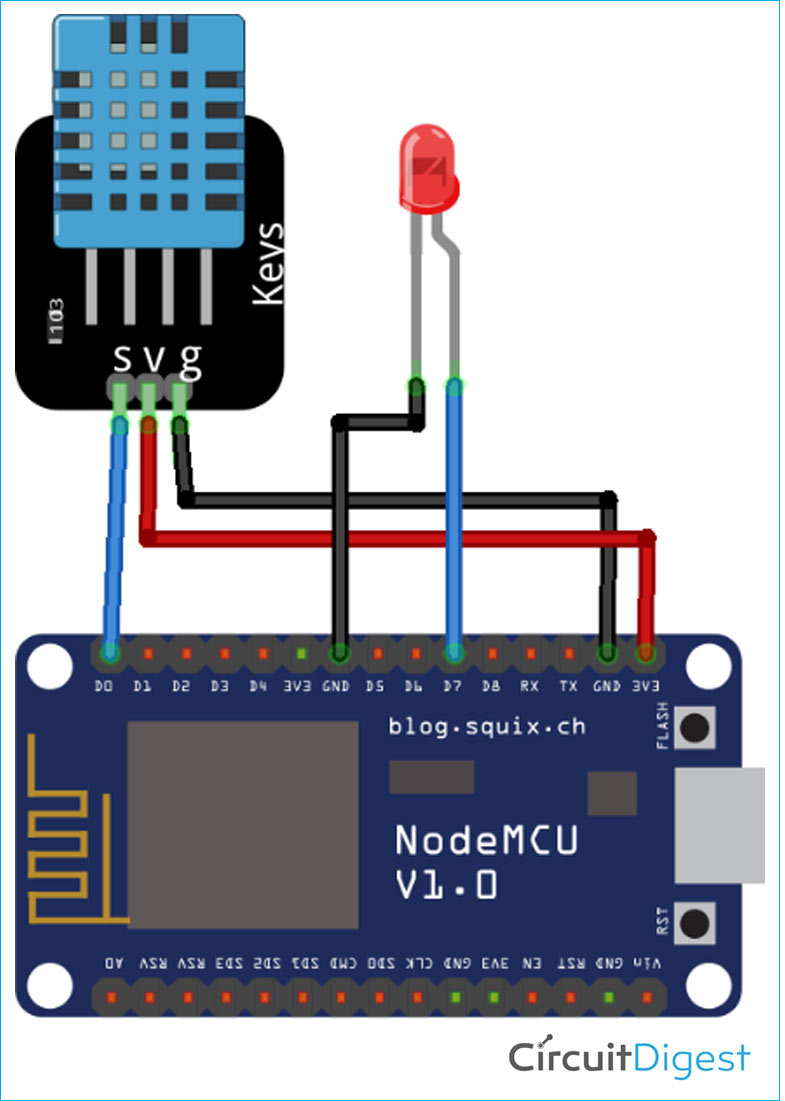 Keys
103
S V g
D0 D1 D2 D3 D4 3V3 GND D5 D6 D7 D8 RX TX GND 3V3
FLASH
blog.squix.ch
NodeMCU
V1.0
RST
A0 RSV RSV SD3 SD2 SD1 CMD SD0 CLK GND 3V3 EN RST GND Vin
CircuitDigest